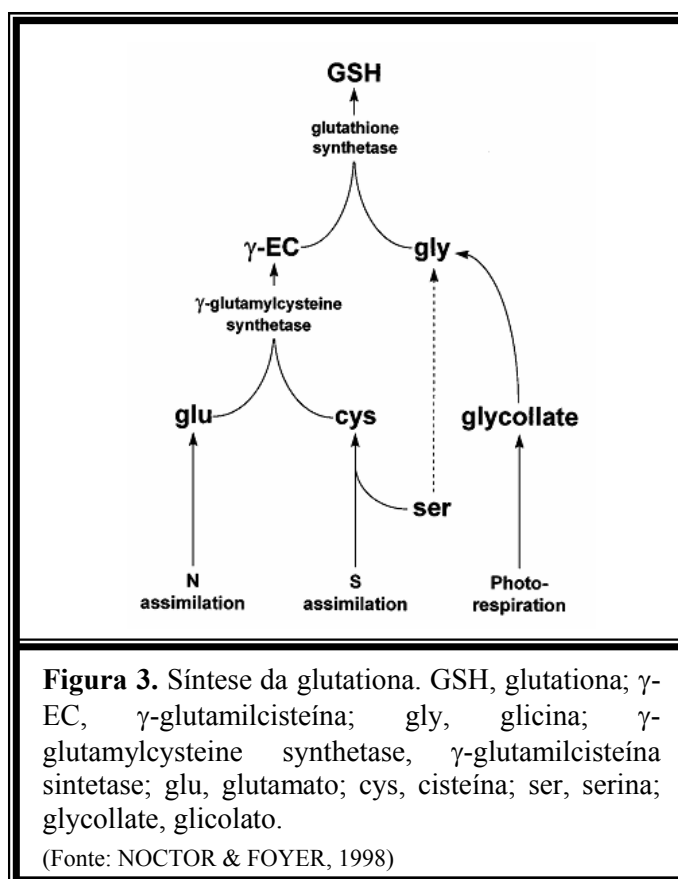 GSH
glutathione
synthetase
γ-EC
gly
γ-glutamylcysteine
synthetase
glu
cys
glycollate
ser
N
assimilation
S
assimilation
Photo-
respiration
Figura 3. Síntese da glutationa. GSH, glutationa; γ-
EC, γ-glutamilcisteína; gly, glicina; γ-
glutamylcysteine synthetase, γ-glutamilcisteína
sintetase; glu, glutamato; cys, cisteína; ser, serina;
glycollate, glicolato.
(Fonte: NOCTOR & FOYER, 1998)